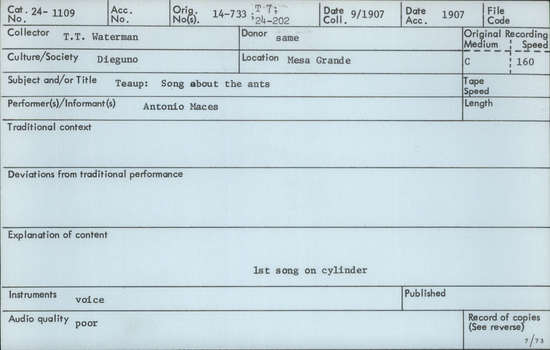 Cat. 24- 1109 No.
Acc. No.
Orig. No(s). 14-733 TT; 24-202
Date Coll. 9/1907
Date Acc. 1907
File Code
Collector T.T. Waterman
Donor same
Original Recording Medium Speed
Culture/Society Dieguno
Location Mesa Grande
C 160
Subject and/or Title Teaup: Song about the ants
Tape Speed
Performer(s)/Informant(s) Antonio Maces
Length
Traditional context
Deviations from traditional performance
Explanation of content
1st song on cylinder
Instruments voice
Published
Audio quality poor
Record of copies (See reverse)
7/73